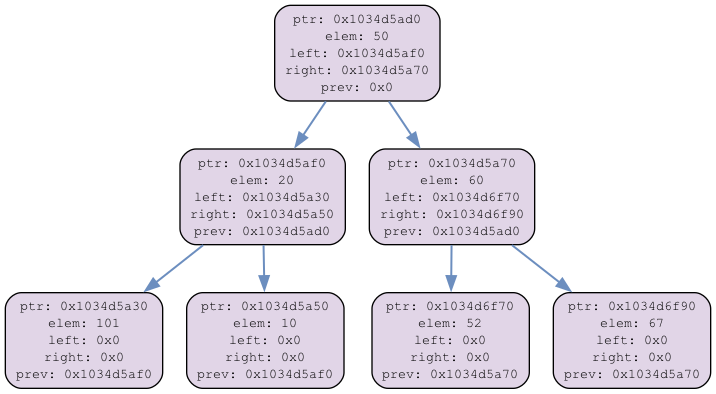 ptr: 0x1034d5ad0
elem: 50
left: 0x1034d5af0
right: 0x1034d5a70
prev: 0x0
ptr: 0x1034d5af0
elem: 20
left: 0x1034d5a30
right: 0x1034d5a50
prev: 0x1034d5ad0
ptr: 0x1034d5a70
elem: 60
left: 0x1034d6f70
right: 0x1034d6f90
prev: 0x1034d5ad0
ptr: 0x1034d5a30
elem: 101
left: 0x0
right: 0x0
prev: 0x1034d5af0
ptr: 0x1034d5a50
elem: 10
left: 0x0
right: 0x0
prev: 0x1034d5af0
ptr: 0x1034d6f70
elem: 52
left: 0x0
right: 0x0
prev: 0x1034d5a70
ptr: 0x1034d6f90
elem: 67
left: 0x0
right: 0x0
prev: 0x1034d5a70